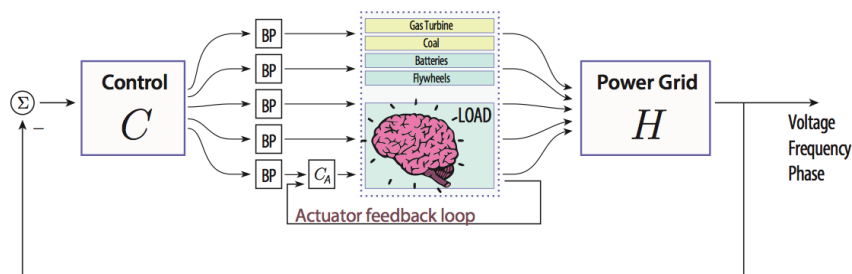 Σ
−
Control
C
BP
BP
BP
BP
BP
C_A
Gas Turbine
Coal
Batteries
Flywheels
LOAD
Actuator feedback loop
Power Grid
H
Voltage
Frequency
Phase